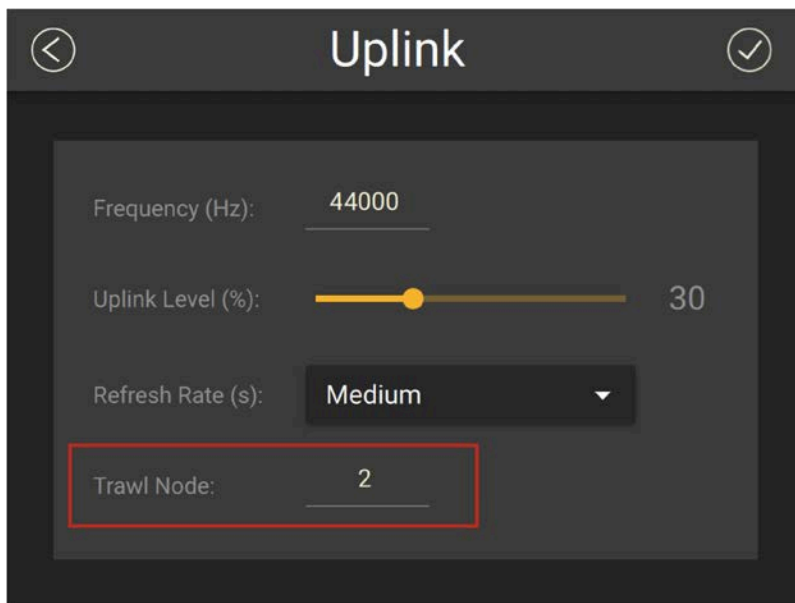 Uplink
Frequency (Hz): 44000
Uplink Level (%): 30
Refresh Rate (s): Medium
Trawl Node: 2